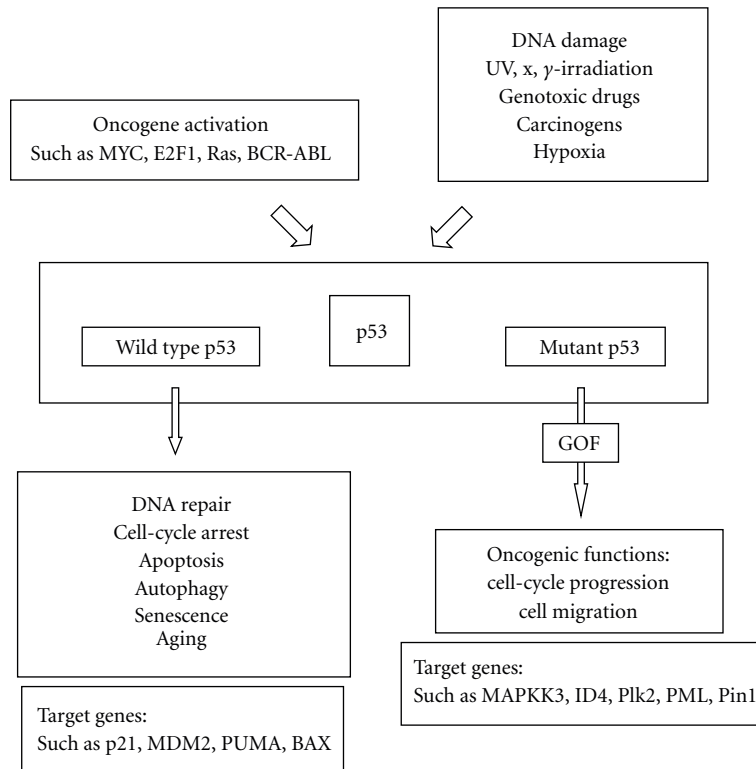 Oncogene activation
Such as MYC, E2F1, Ras, BCR-ABL
DNA damage
UV, x, γ-irradiation
Genotoxic drugs
Carcinogens
Hypoxia
p53
Wild type p53
Mutant p53
GOF
DNA repair
Cell-cycle arrest
Apoptosis
Autophagy
Senescence
Aging
Oncogenic functions:
cell-cycle progression
cell migration
Target genes:
Such as p21, MDM2, PUMA, BAX
Target genes:
Such as MAPKK3, ID4, Plk2, PML, Pin1